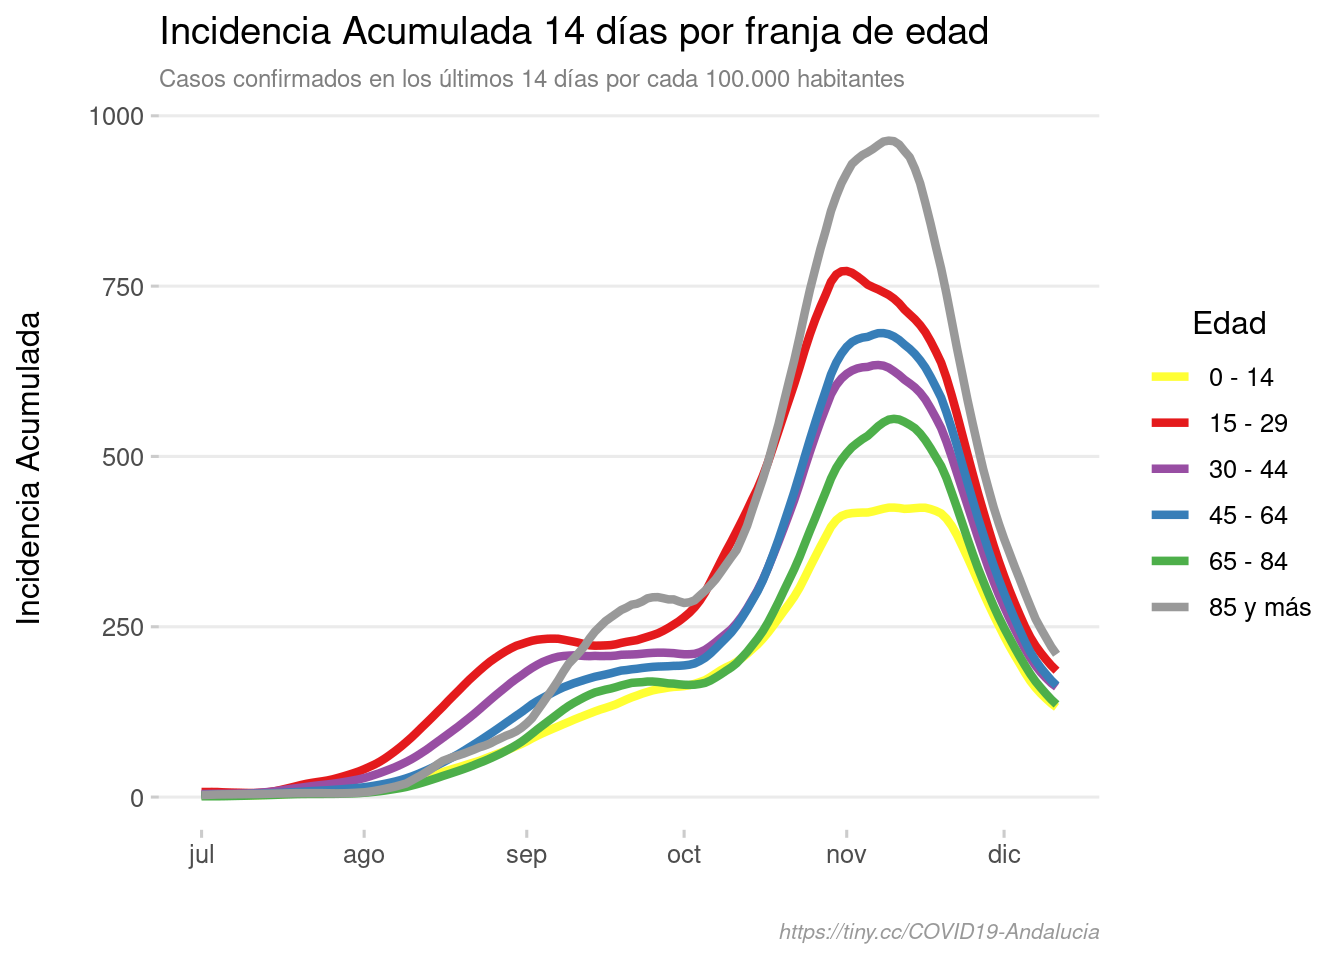 Incidencia Acumulada 14 días por franja de edad
Casos confirmados en los últimos 14 días por cada 100.000 habitantes
Incidencia Acumulada
1000
750
500
250
0
jul ago sep oct nov dic
Edad
0 - 14
15 - 29
30 - 44
45 - 64
65 - 84
85 y más
https://tiny.cc/COVID19-Andalucia